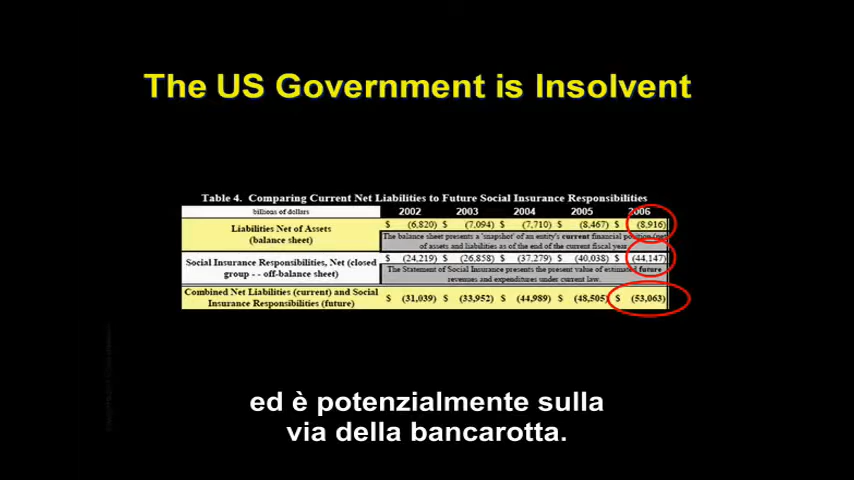 The US Government is Insolvent
Table 4. Comparing Current Net Liabilities to Future Social Insurance Responsibilities
billions of dollars 2002 2003 2004 2005 2006
Liabilities Net of Assets
(balance sheet)
$ (6,820) $ (7,094) $ (7,710) $ (8,467) $ (8,916)
The balance sheet presents a 'snapshot' of an entity's current financial position (net
of assets and liabilities as of the end of the current fiscal year.
Social Insurance Responsibilities, Net (closed
group - - off-balance sheet)
$ (24,219) $ (26,858) $ (37,279) $ (40,038) $ (44,147)
The Statement of Social Insurance presents the present value of estimated future
revenues and expenditures under current law.
Combined Net Liabilities (current) and Social
Insurance Responsibilities (future)
$ (31,039) $ (33,952) $ (44,989) $ (48,505) $ (53,063)
ed è potenzialmente sulla
via della bancarotta.